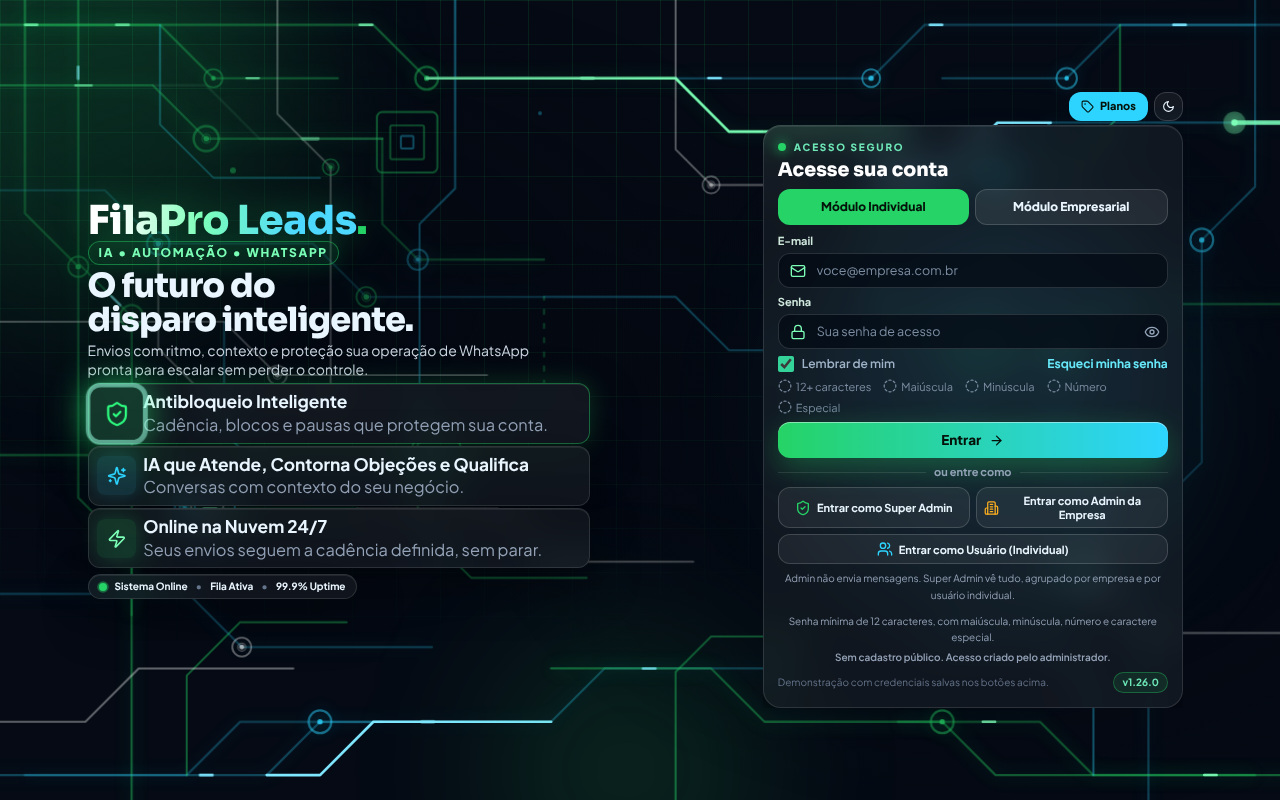 FilaPro Leads.
IA • AUTOMAÇÃO • WHATSAPP
O futuro do
disparo inteligente.
Envios com ritmo, contexto e proteção sua operação de WhatsApp
pronta para escalar sem perder o controle.
Antibloqueio Inteligente
Cadência, blocos e pausas que protegem sua conta.
IA que Atende, Contorna Objeções e Qualifica
Conversas com contexto do seu negócio.
Online na Nuvem 24/7
Seus envios seguem a cadência definida, sem parar.
Sistema Online • Fila Ativa • 99.9% Uptime
Planos
ACESSO SEGURO
Acesse sua conta
Módulo Individual
Módulo Empresarial
E-mail
voce@empresa.com.br
Senha
Sua senha de acesso
Lembrar de mim
Esqueci minha senha
12+ caracteres
Maiúscula
Minúscula
Número
Especial
Entrar →
ou entre como
Entrar como Super Admin
Entrar como Admin da
Empresa
Entrar como Usuário (Individual)
Admin não envia mensagens. Super Admin vê tudo, agrupado por empresa e por
usuário individual.
Senha mínima de 12 caracteres, com maiúscula, minúscula, número e caractere
especial.
Sem cadastro público. Acesso criado pelo administrador.
Demonstração com credenciais salvas nos botões acima.
v1.26.0